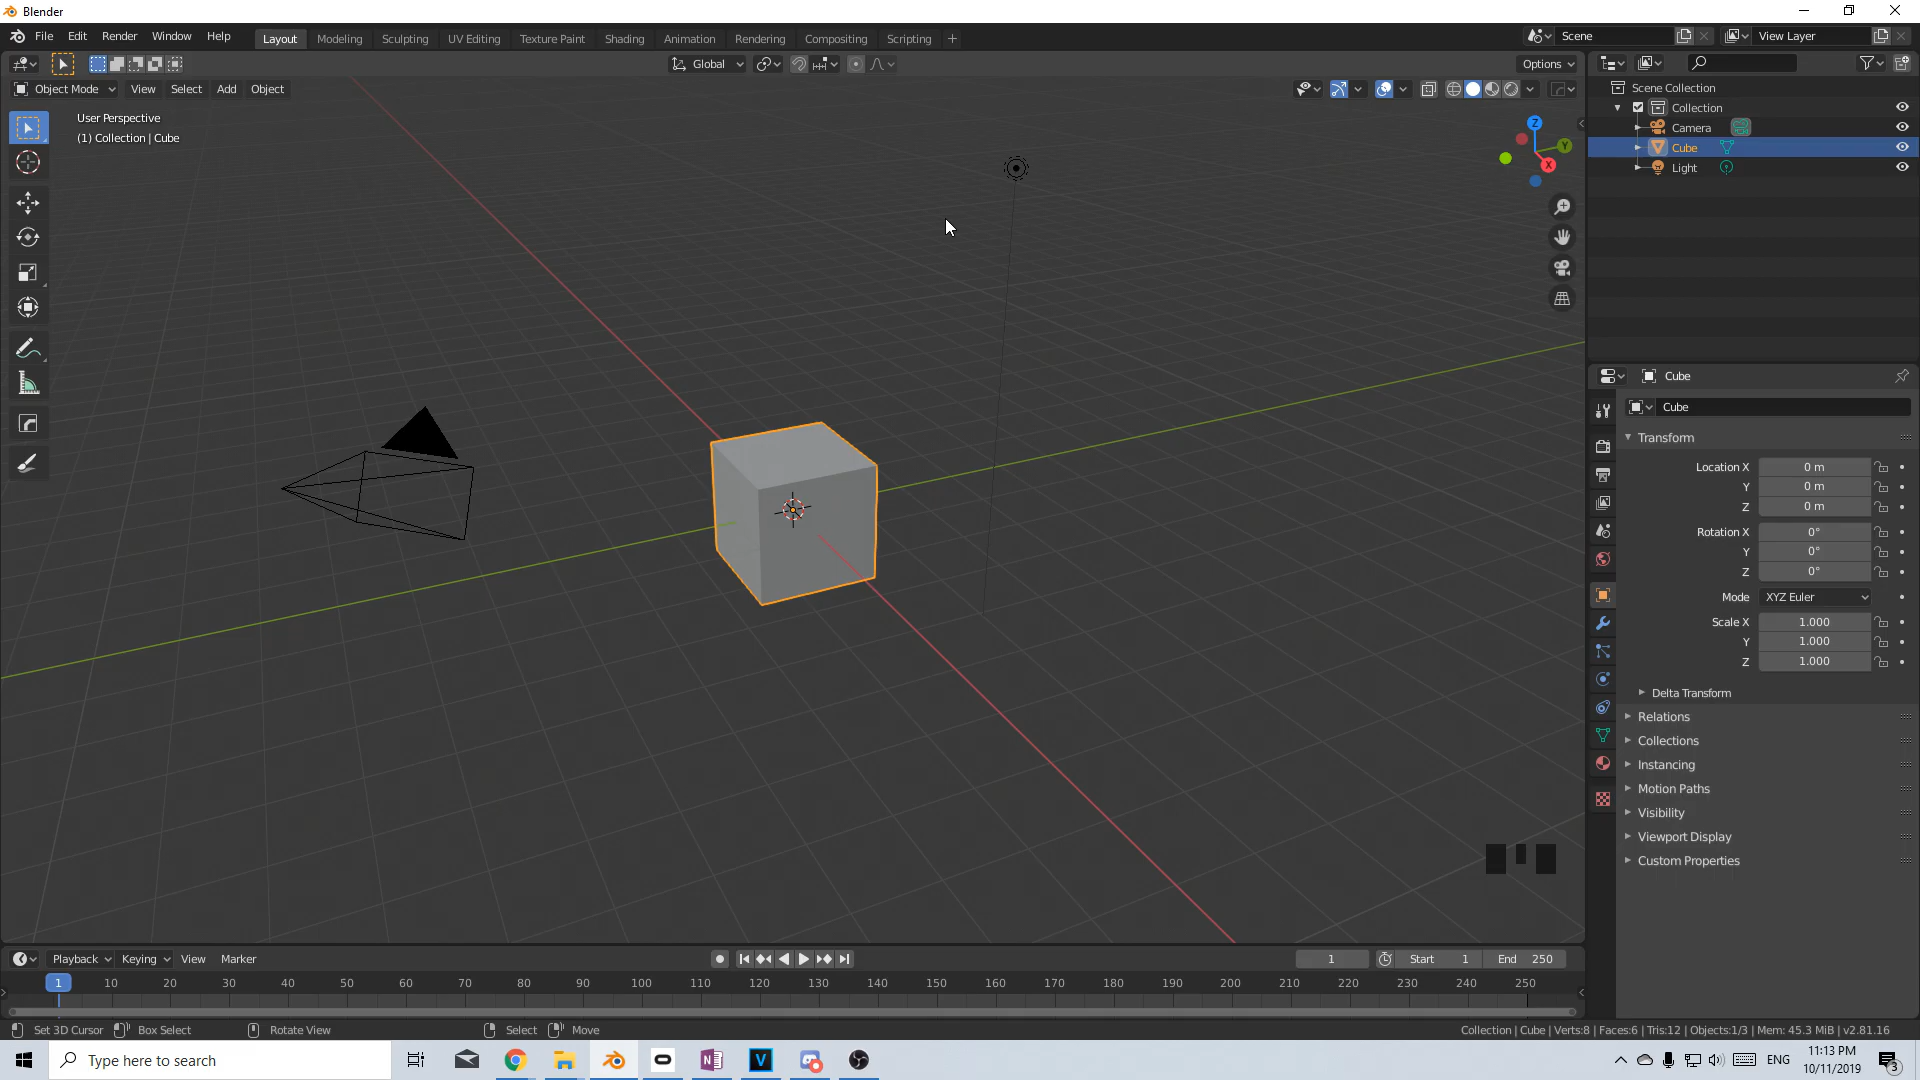 Blender
File Edit Render Window Help
Layout Modeling Sculpting UV Editing Texture Paint Shading Animation Rendering Compositing Scripting +
Scene View Layer
Global Options
Object Mode View Select Add Object
User Perspective
(1) Collection | Cube
Z
Y
X
Scene Collection
Collection
Camera
Cube
Light
Cube
Cube
Transform
Location X 0 m
Y 0 m
Z 0 m
Rotation X 0°
Y 0°
Z 0°
Mode XYZ Euler
Scale X 1.000
Y 1.000
Z 1.000
Delta Transform
Relations
Collections
Instancing
Motion Paths
Visibility
Viewport Display
Custom Properties
Playback Keying View Marker 1 Start 1 End 250
1 10 20 30 40 50 60 70 80 90 100 110 120 130 140 150 160 170 180 190 200 210 220 230 240 250
Set 3D Cursor Box Select Rotate View Select Move
Collection | Cube | Verts:8 | Faces:6 | Tris:12 | Objects:1/3 | Mem: 45.3 MiB | v2.81.16
Type here to search
ENG
11:13 PM
10/11/2019
3